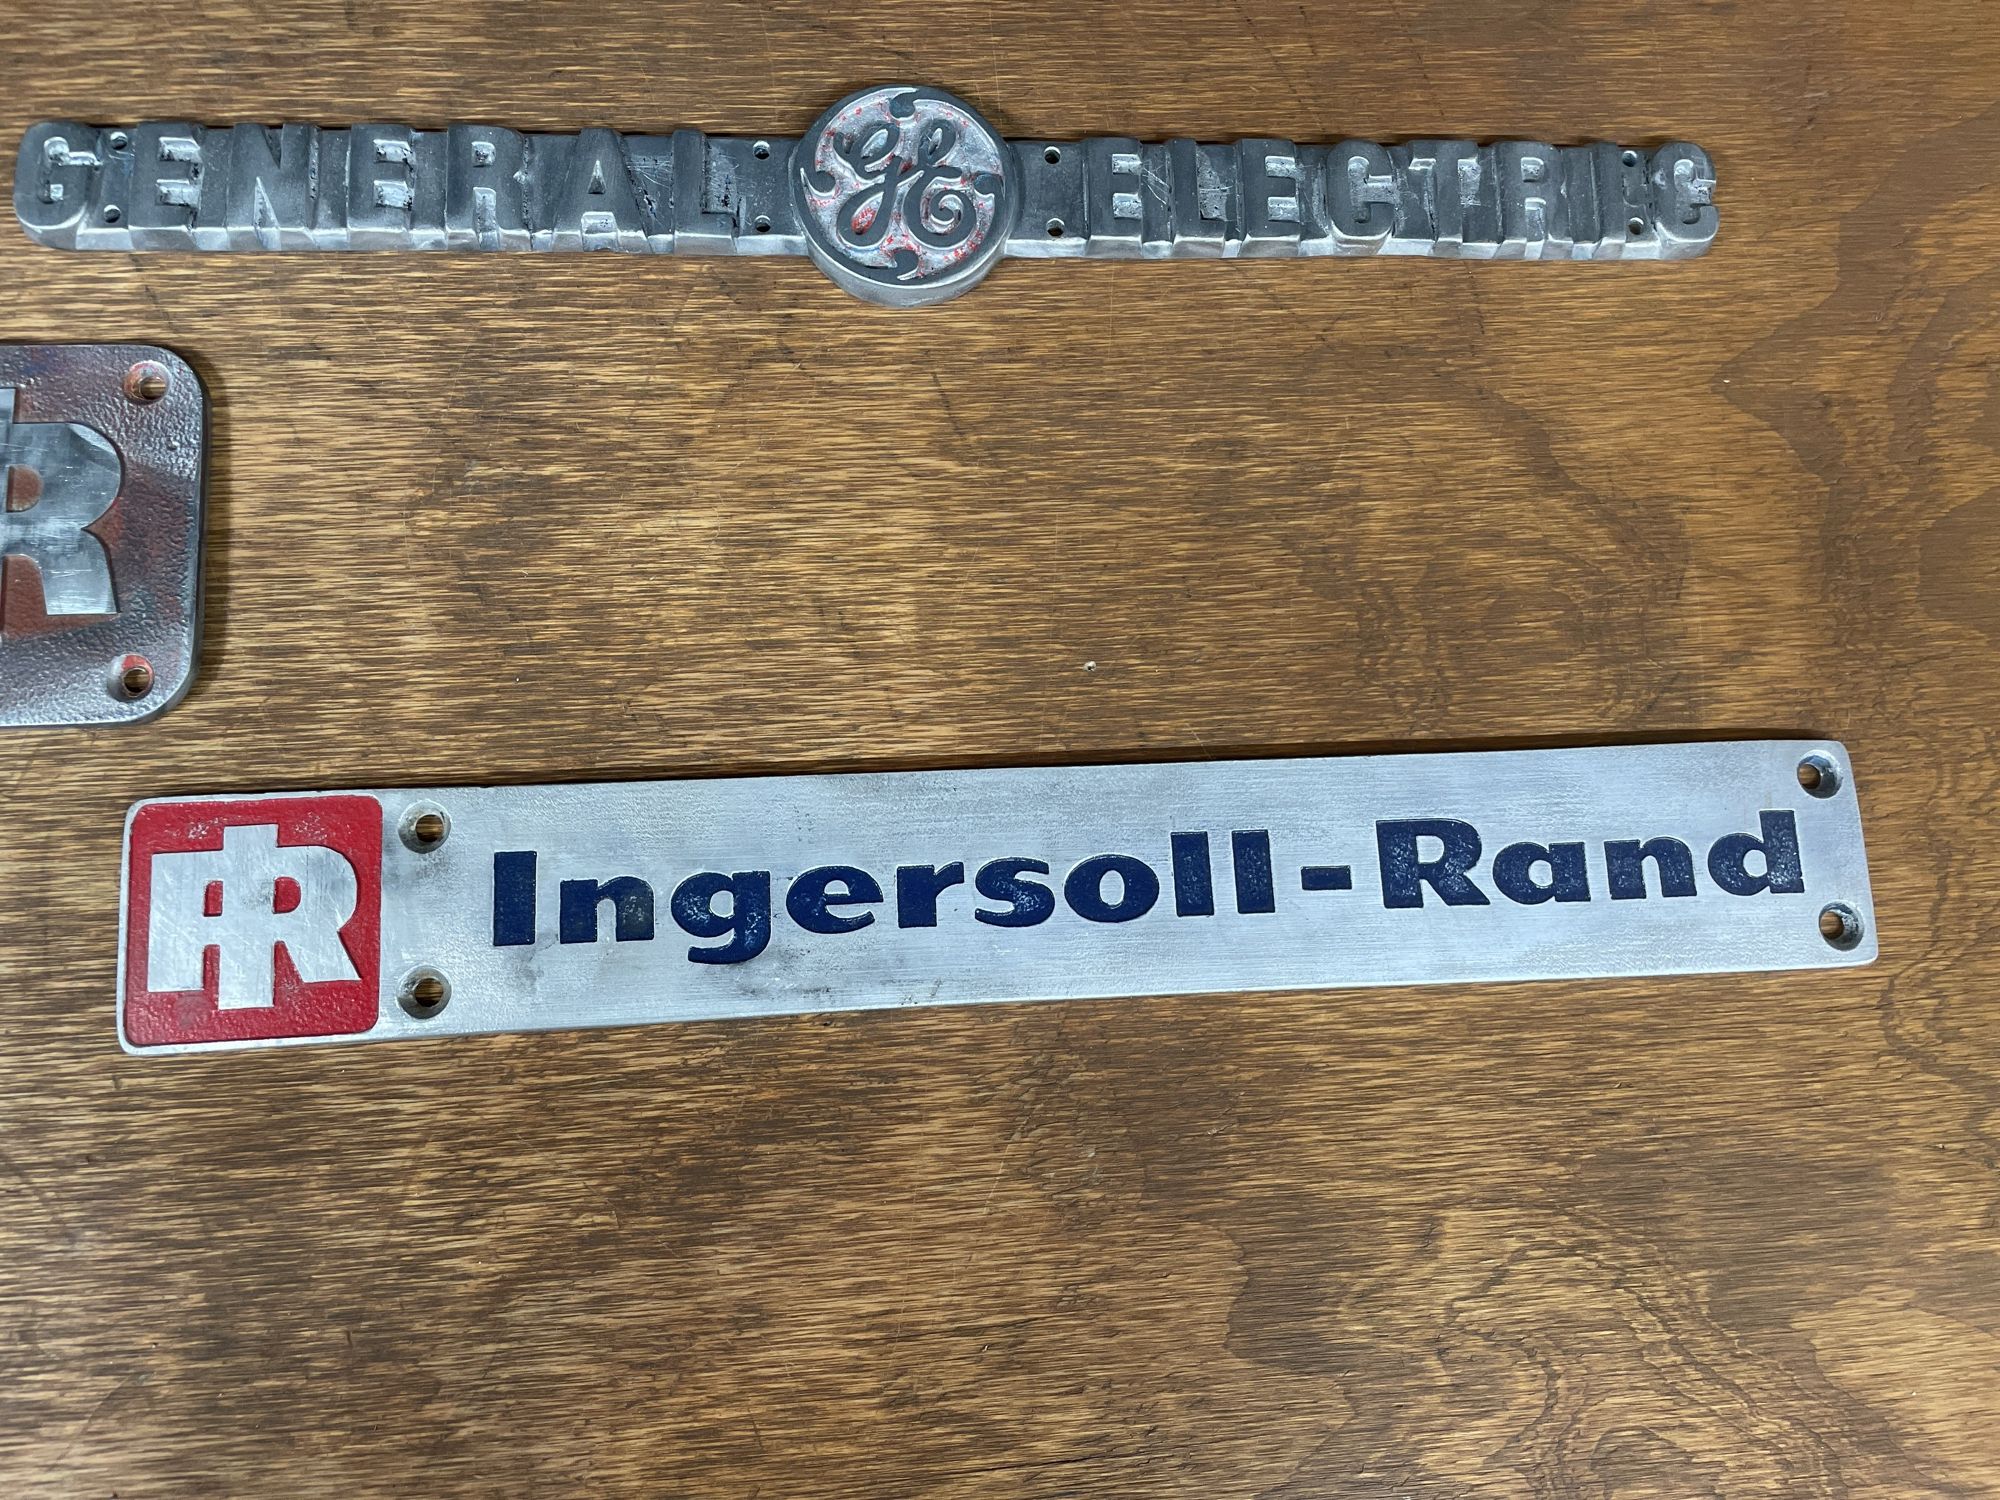 GENERAL GE ELECTRIC
R
IR Ingersoll-Rand